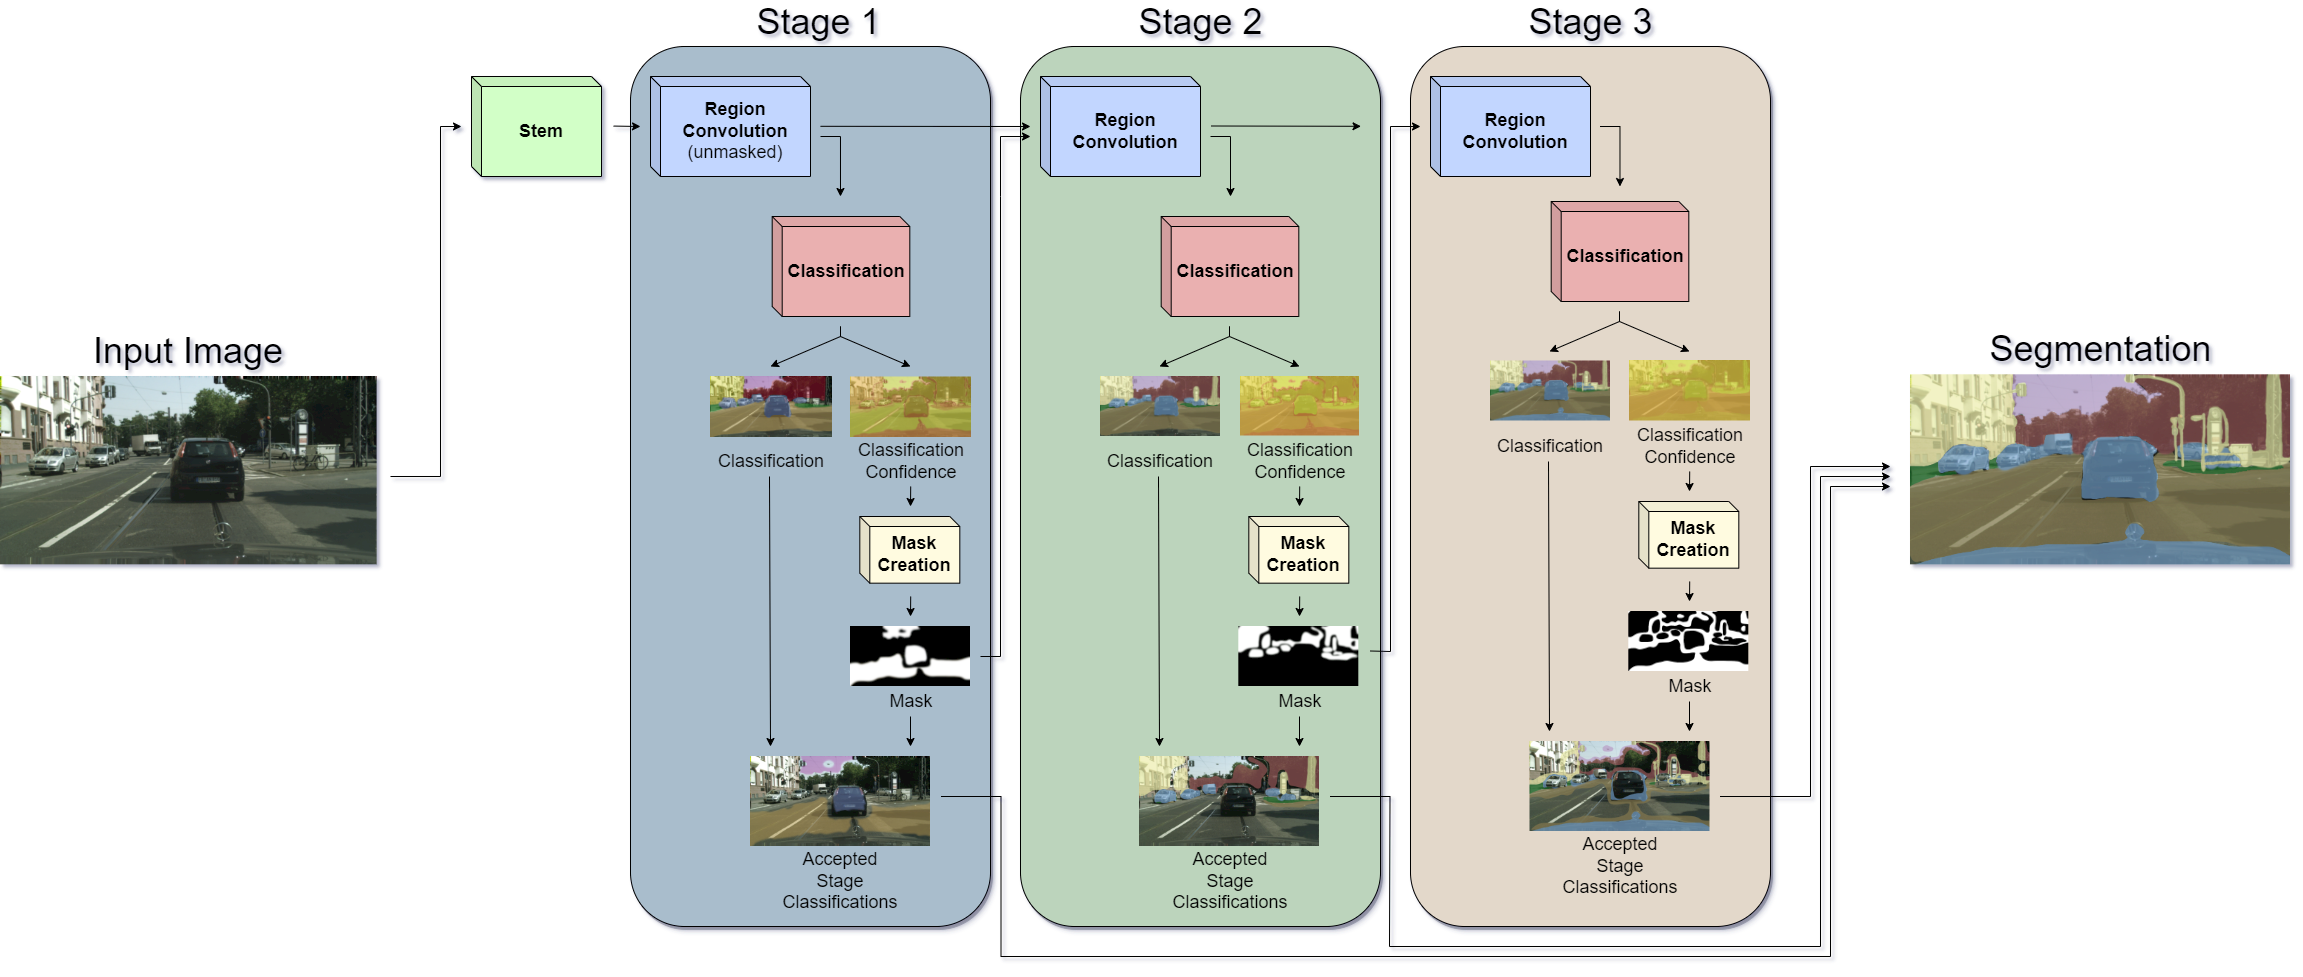 Stage 1
Stage 2
Stage 3
Input Image
Stem
Region
Convolution
(unmasked)
Classification
Classification
Classification
Confidence
Mask
Creation
Mask
Accepted
Stage
Classifications
Region
Convolution
Classification
Classification
Classification
Confidence
Mask
Creation
Mask
Accepted
Stage
Classifications
Region
Convolution
Classification
Classification
Classification
Confidence
Mask
Creation
Mask
Accepted
Stage
Classifications
Segmentation